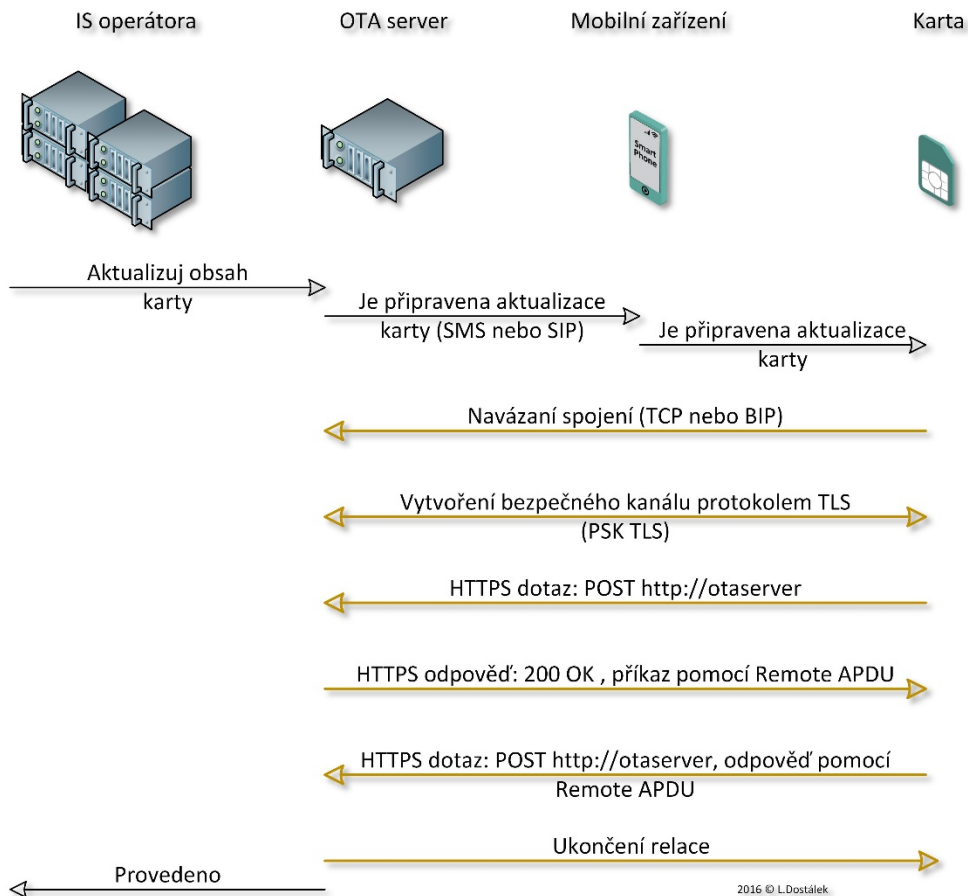 IS operátora
OTA server
Mobilní zařízení
Karta
Smart
Phone
Aktualizuj obsah
karty
Je připravena aktualizace
karty (SMS nebo SIP)
Je připravena aktualizace
karty
Navázaní spojení (TCP nebo BIP)
Vytvoření bezpečného kanálu protokolem TLS
(PSK TLS)
HTTPS dotaz: POST http://otaserver
HTTPS odpověď: 200 OK , příkaz pomocí Remote APDU
HTTPS dotaz: POST http://otaserver, odpověď pomocí
Remote APDU
Ukončení relace
Provedeno
2016 © L.Dostálek